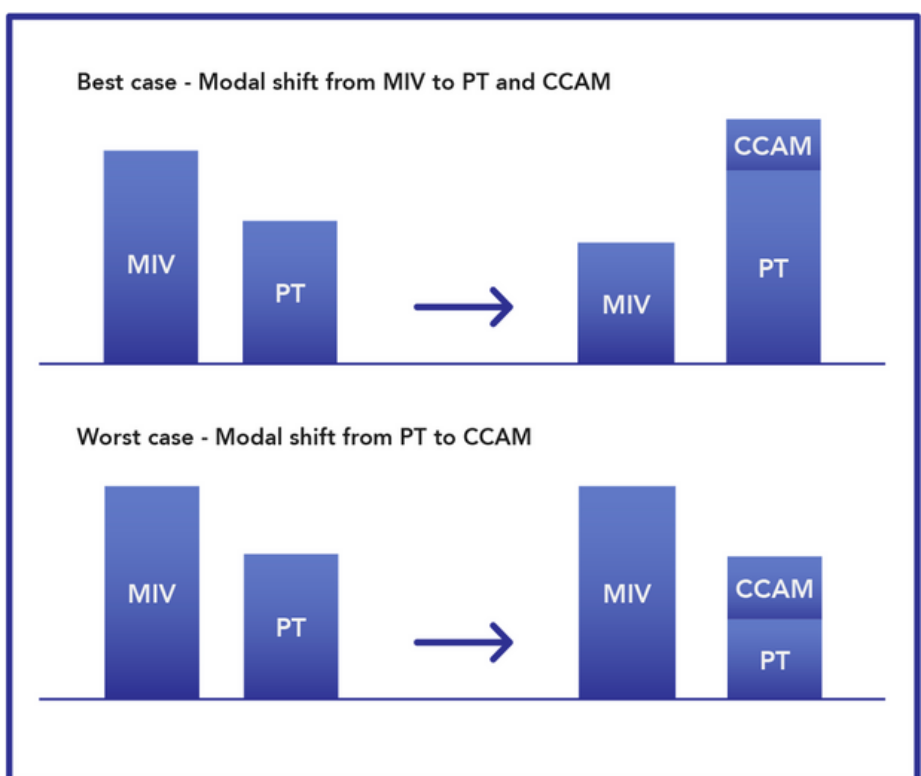 Best case - Modal shift from MIV to PT and CCAM
CCAM
MIV
PT
PT
MIV
Worst case - Modal shift from PT to CCAM
MIV
PT
MIV
CCAM
PT